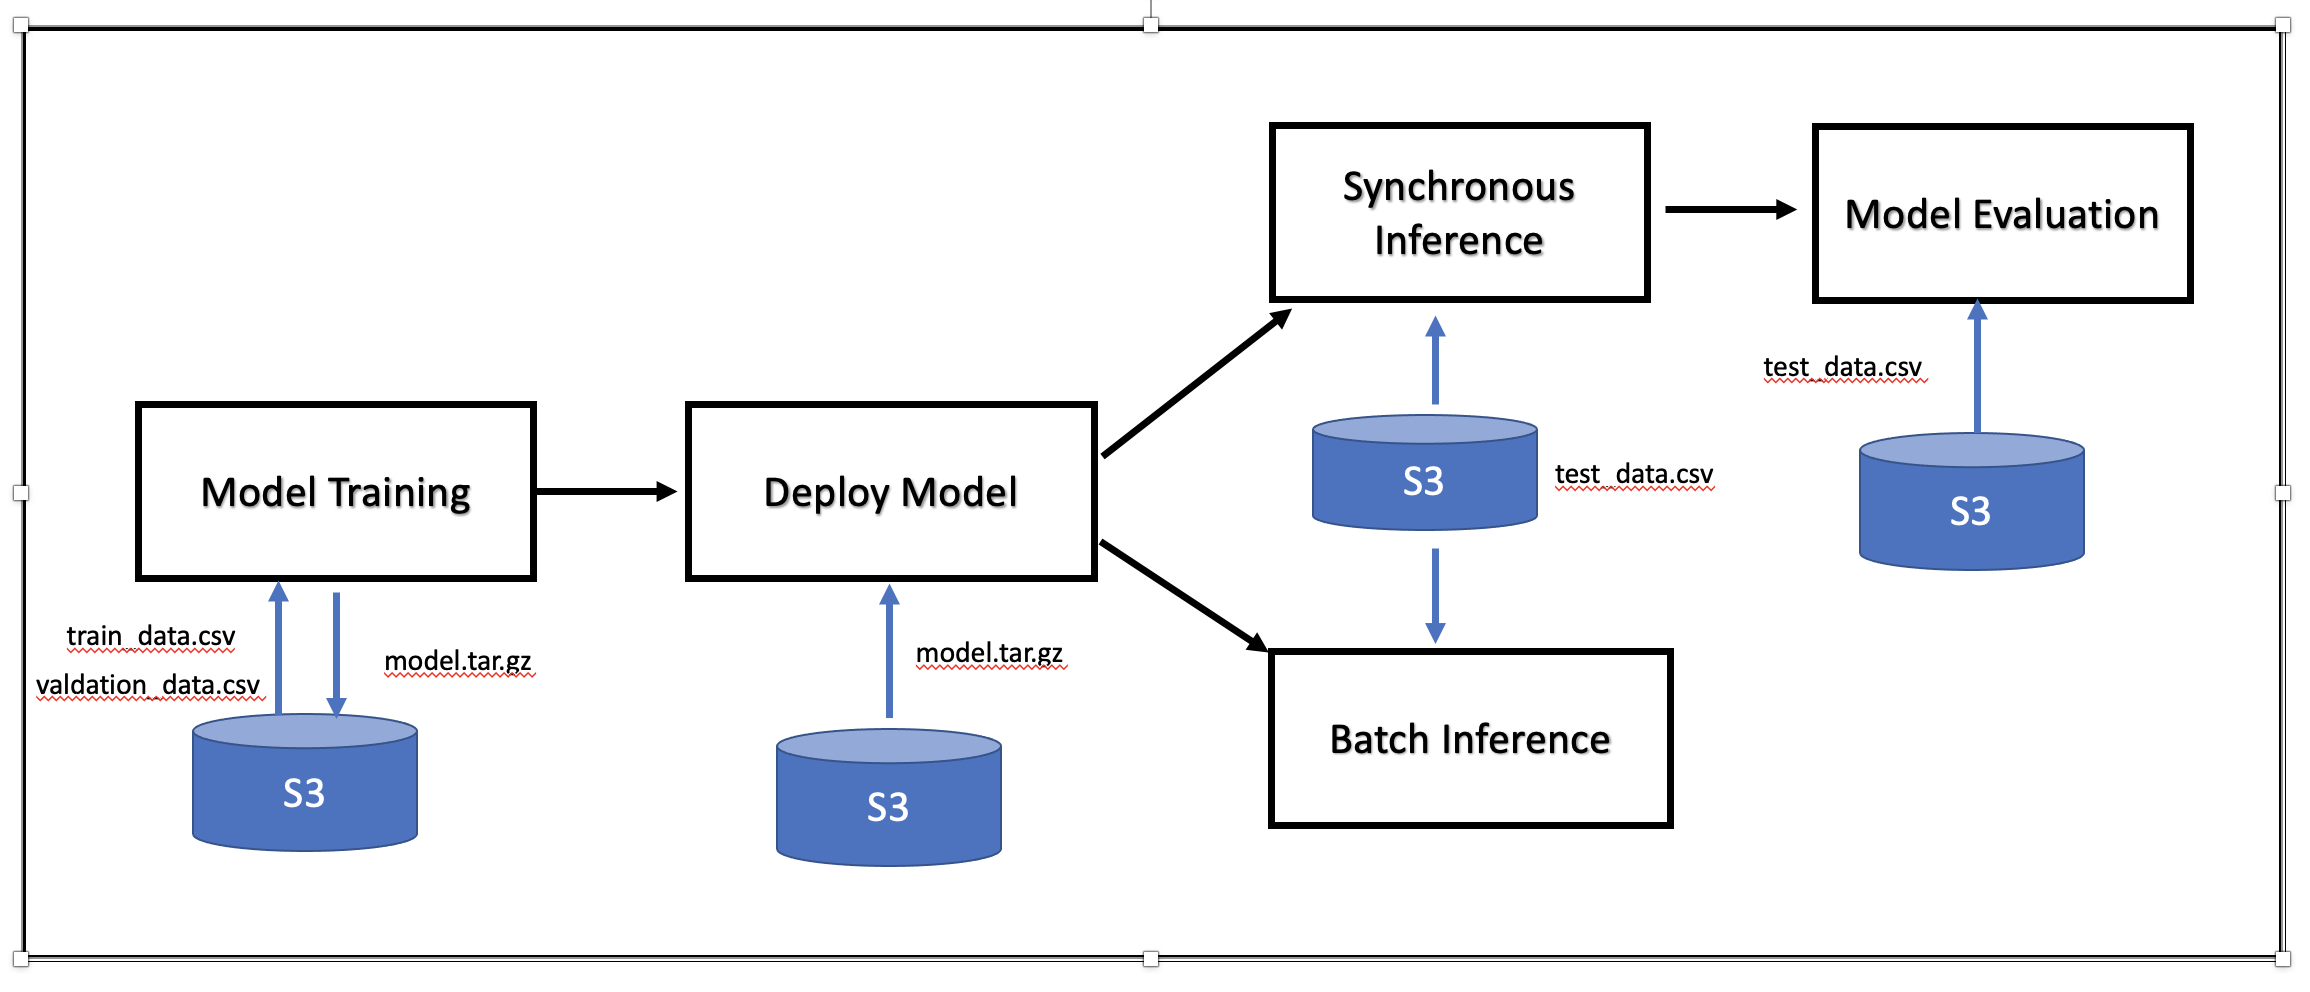 Synchronous
Inference
Model Evaluation
test_data.csv
Model Training
Deploy Model
S3
test_data.csv
S3
train_data.csv
valdation_data.csv
model.tar.gz
model.tar.gz
S3
S3
Batch Inference